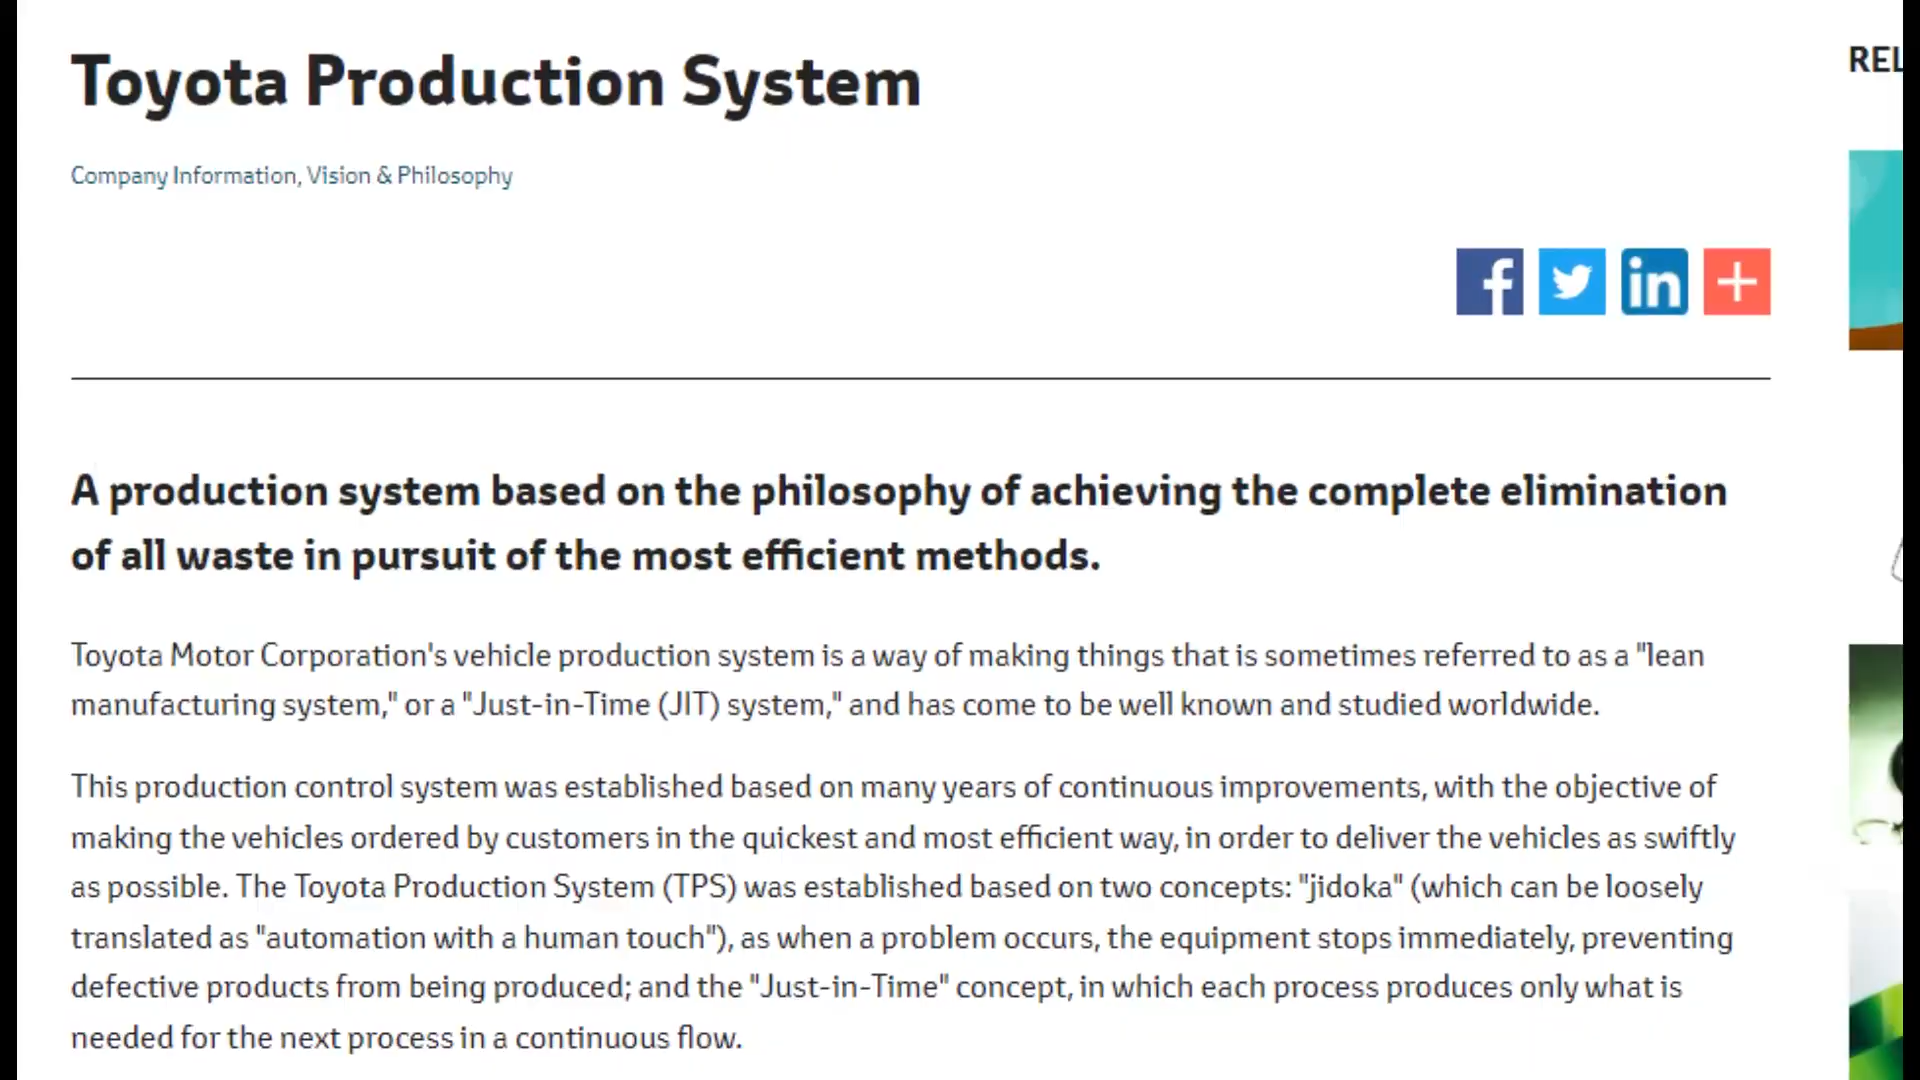 Toyota Production System
REL
Company Information, Vision & Philosophy
f in +
A production system based on the philosophy of achieving the complete elimination
of all waste in pursuit of the most efficient methods.
Toyota Motor Corporation's vehicle production system is a way of making things that is sometimes referred to as a "lean
manufacturing system," or a "Just-in-Time (JIT) system," and has come to be well known and studied worldwide.
This production control system was established based on many years of continuous improvements, with the objective of
making the vehicles ordered by customers in the quickest and most efficient way, in order to deliver the vehicles as swiftly
as possible. The Toyota Production System (TPS) was established based on two concepts: "jidoka" (which can be loosely
translated as "automation with a human touch"), as when a problem occurs, the equipment stops immediately, preventing
defective products from being produced; and the "Just-in-Time" concept, in which each process produces only what is
needed for the next process in a continuous flow.